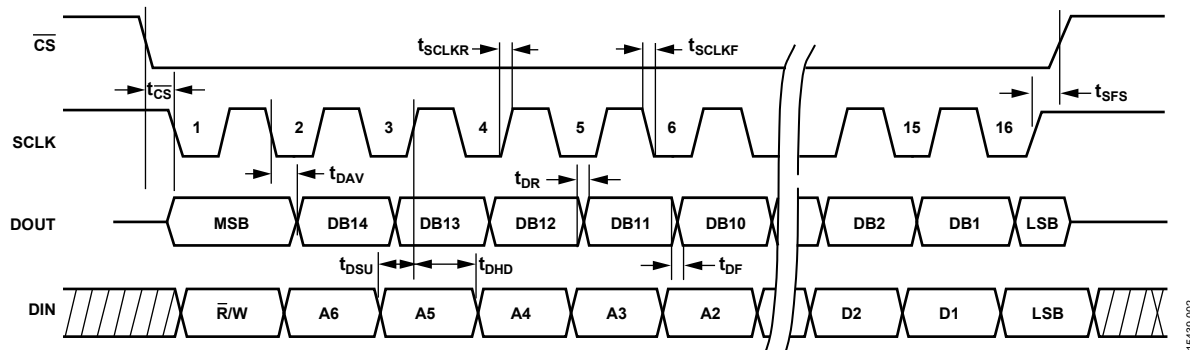 CS
tSCLKR
tSCLKF
tCS
tSFS
SCLK
1 2 3 4 5 6 15 16
tDAV
tDR
DOUT
MSB DB14 DB13 DB12 DB11 DB10 DB2 DB1 LSB
tDSU
tDHD
tDF
DIN
R̅/W A6 A5 A4 A3 A2 D2 D1 LSB